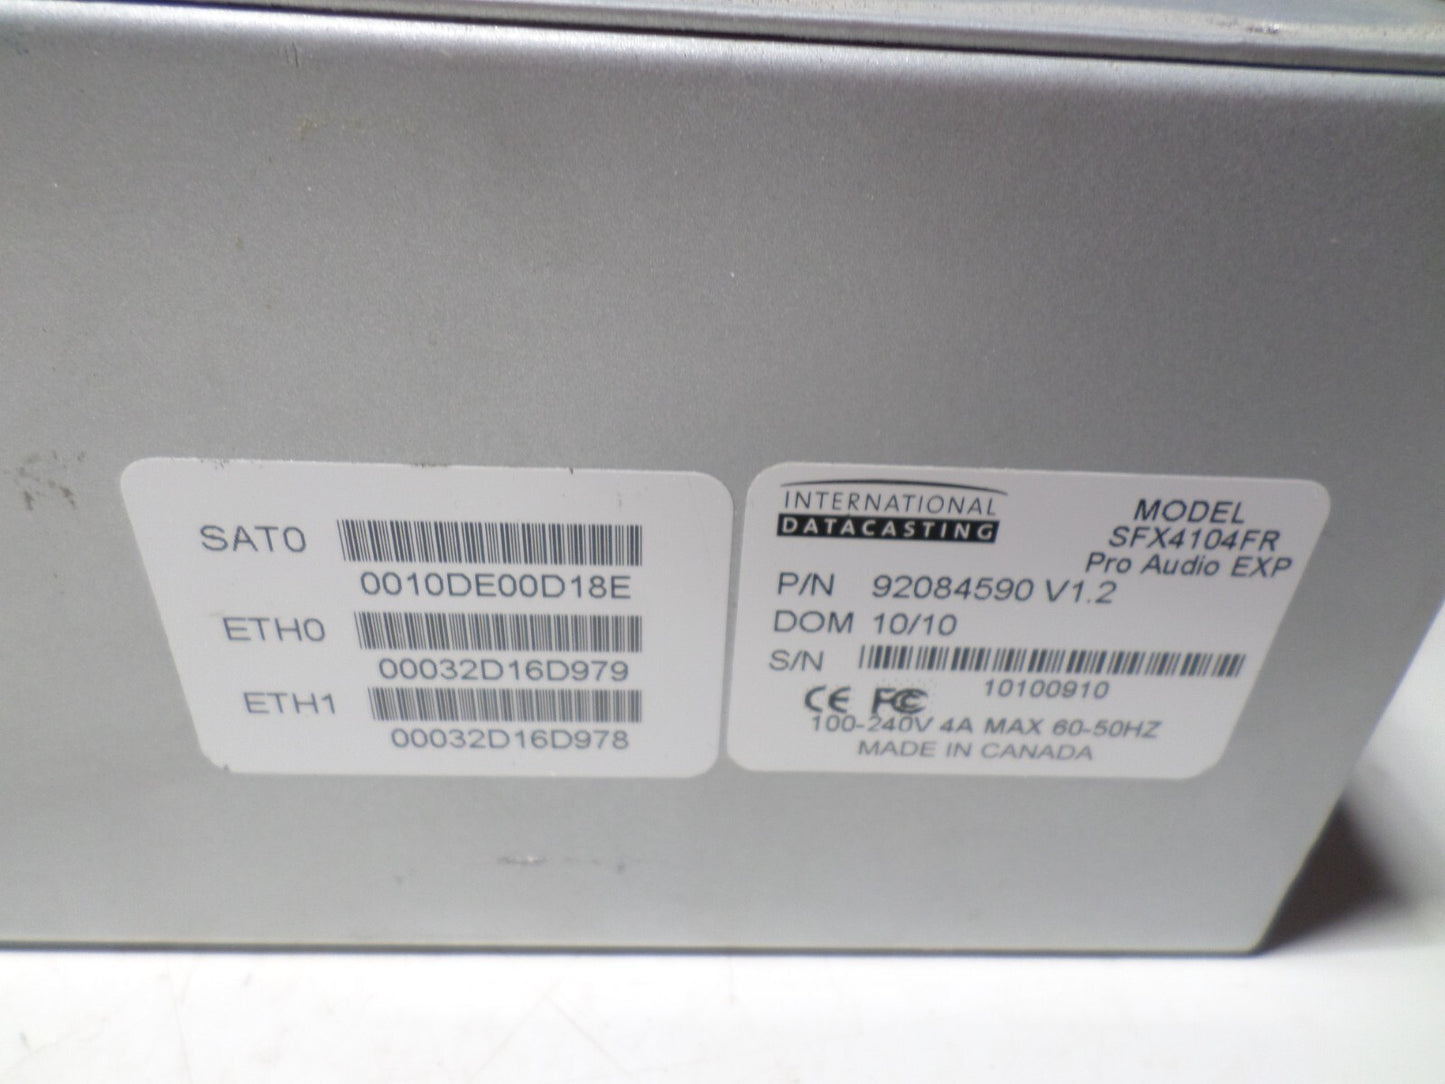 SAT0
0010DE00D18E
ETH0
00032D16D979
ETH1
00032D16D978
INTERNATIONAL
DATACASTING
MODEL
SFX4104FR
Pro Audio EXP
P/N 92084590 V1.2
DOM 10/10
S/N
10100910
CE FCC
100-240V 4A MAX 60-50HZ
MADE IN CANADA